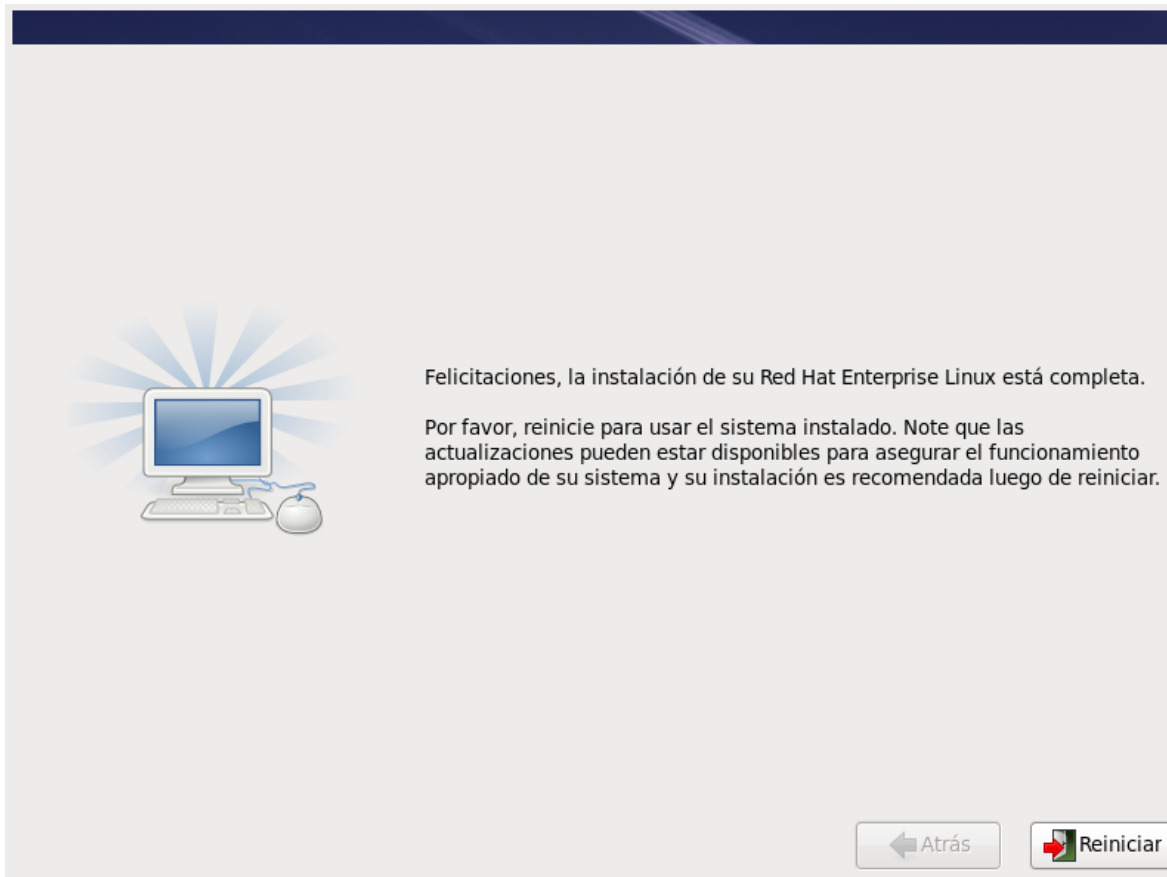 Felicitaciones, la instalación de su Red Hat Enterprise Linux está completa.
Por favor, reinicie para usar el sistema instalado. Note que las
actualizaciones pueden estar disponibles para asegurar el funcionamiento
apropiado de su sistema y su instalación es recomendada luego de reiniciar.
Atrás
Reiniciar